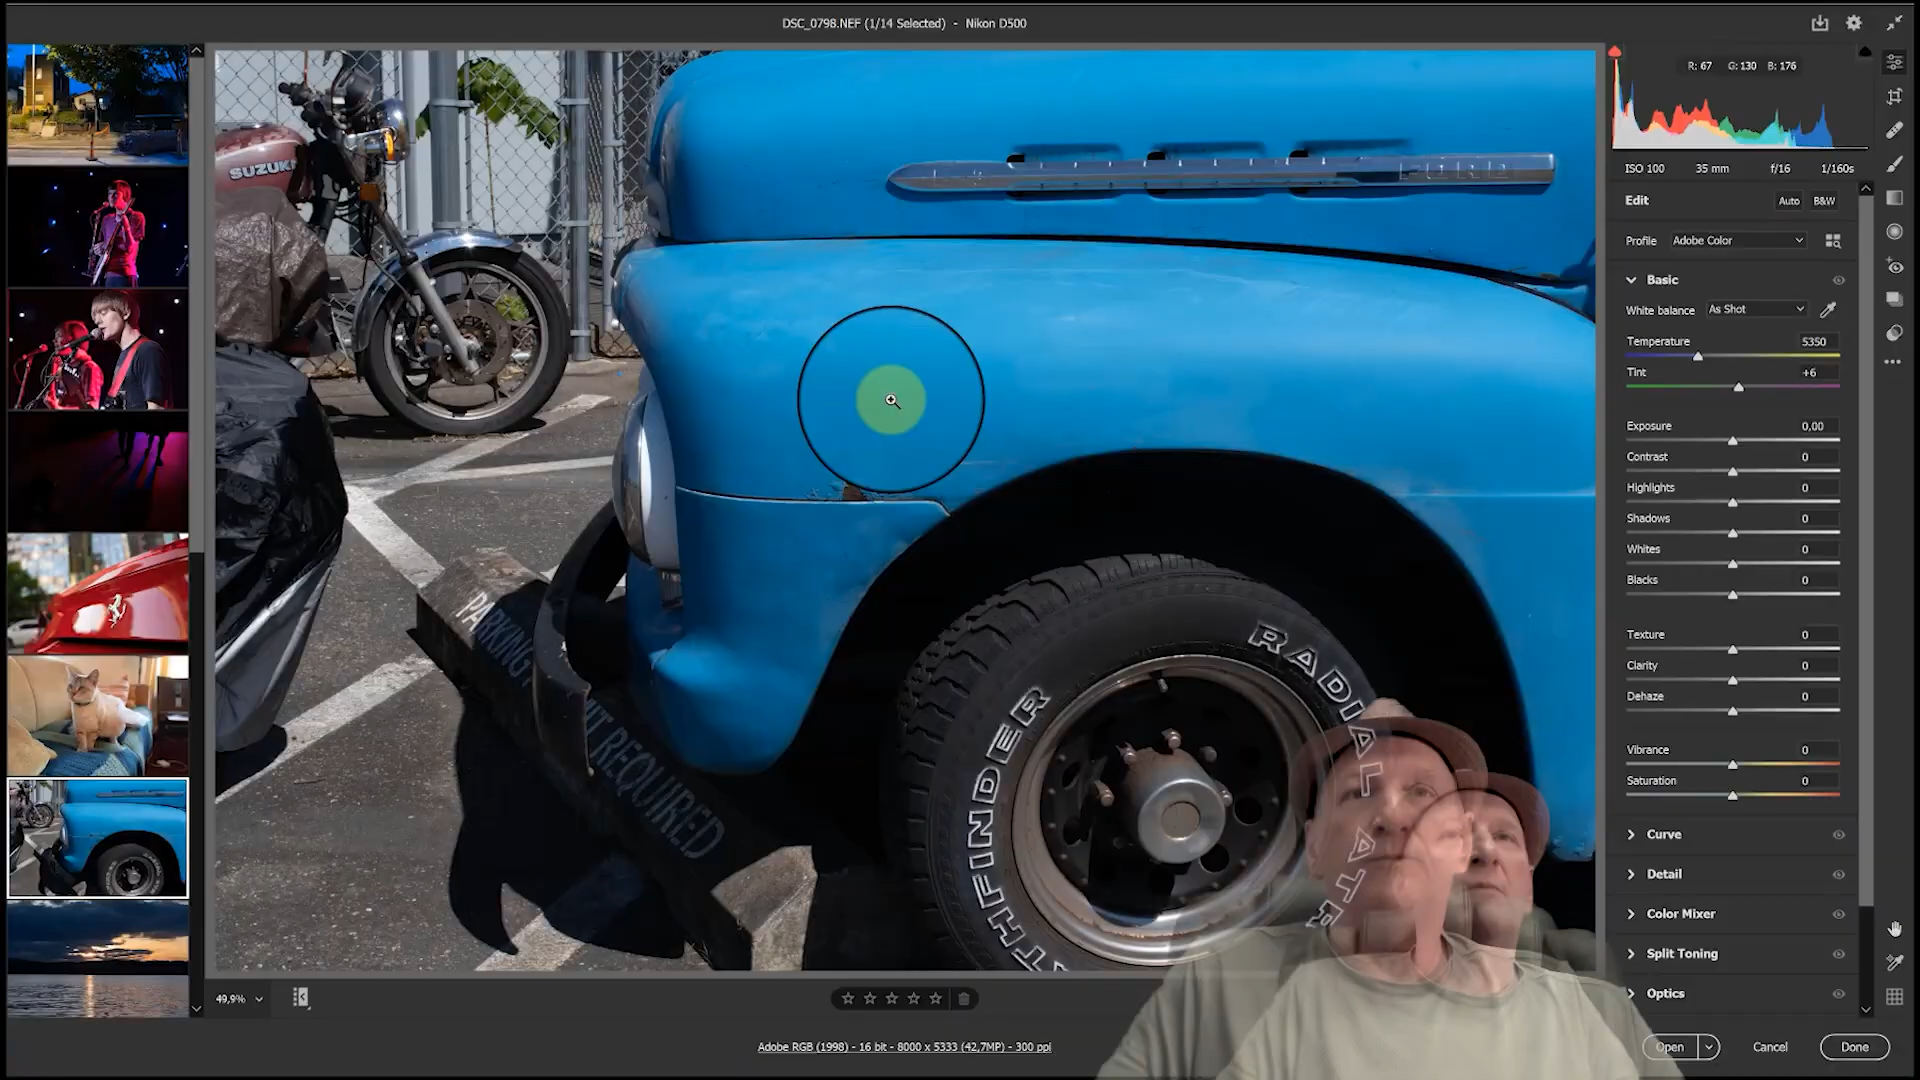 DSC_0798.NEF (1/14 Selected) - Nikon D500
R: 67 G: 130 B: 176
ISO 100 35 mm f/16 1/160s
Edit Auto B&W
Profile Adobe Color
Basic
White balance As Shot
Temperature 5350
Tint +6
Exposure 0,00
Contrast 0
Highlights 0
Shadows 0
Whites 0
Blacks 0
Texture 0
Clarity 0
Dehaze 0
Vibrance 0
Saturation 0
Curve
Detail
Color Mixer
Split Toning
Optics
SUZUKI
FORD
PARKING
REQUIRED
RADIAL
49,9%
Adobe RGB (1998) - 16 bit - 8000 x 5333 (42,7MP) - 300 ppi
Open Cancel Done